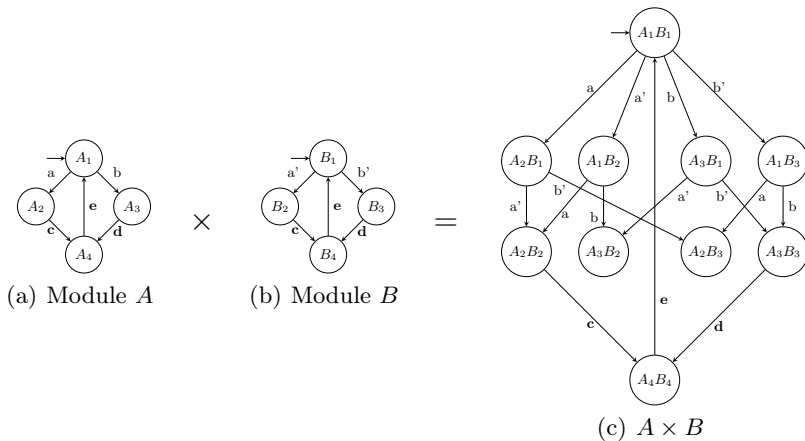 A₁
a b
A₂ A₃
e
c d
A₄
(a) Module A
×
B₁
a' b'
B₂ B₃
e
c d
B₄
(b) Module B
=
A₁B₁
a a' b b'
A₂B₁ A₁B₂ A₃B₁ A₁B₃
a' b' a b a' b' a b
A₂B₂ A₃B₂ A₂B₃ A₃B₃
e
c d
A₄B₄
(c) A × B